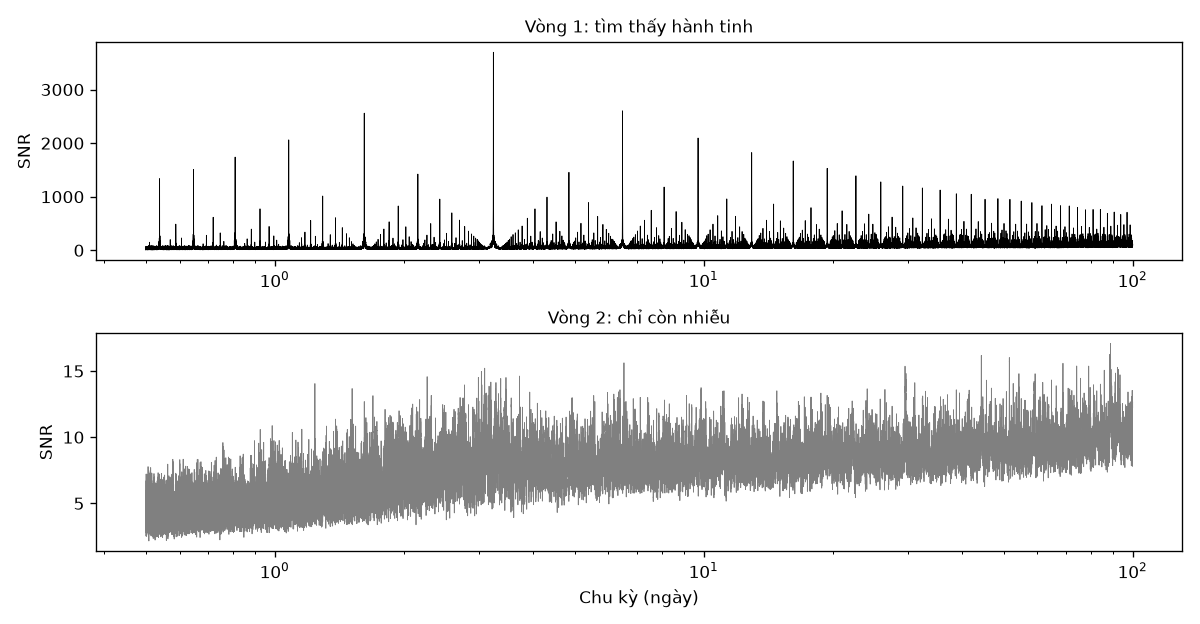 Vòng 1: tìm thấy hành tinh
SNR
3000
2000
1000
0
10⁰
10¹
10²
Vòng 2: chỉ còn nhiễu
SNR
15
10
5
10⁰
10¹
10²
Chu kỳ (ngày)